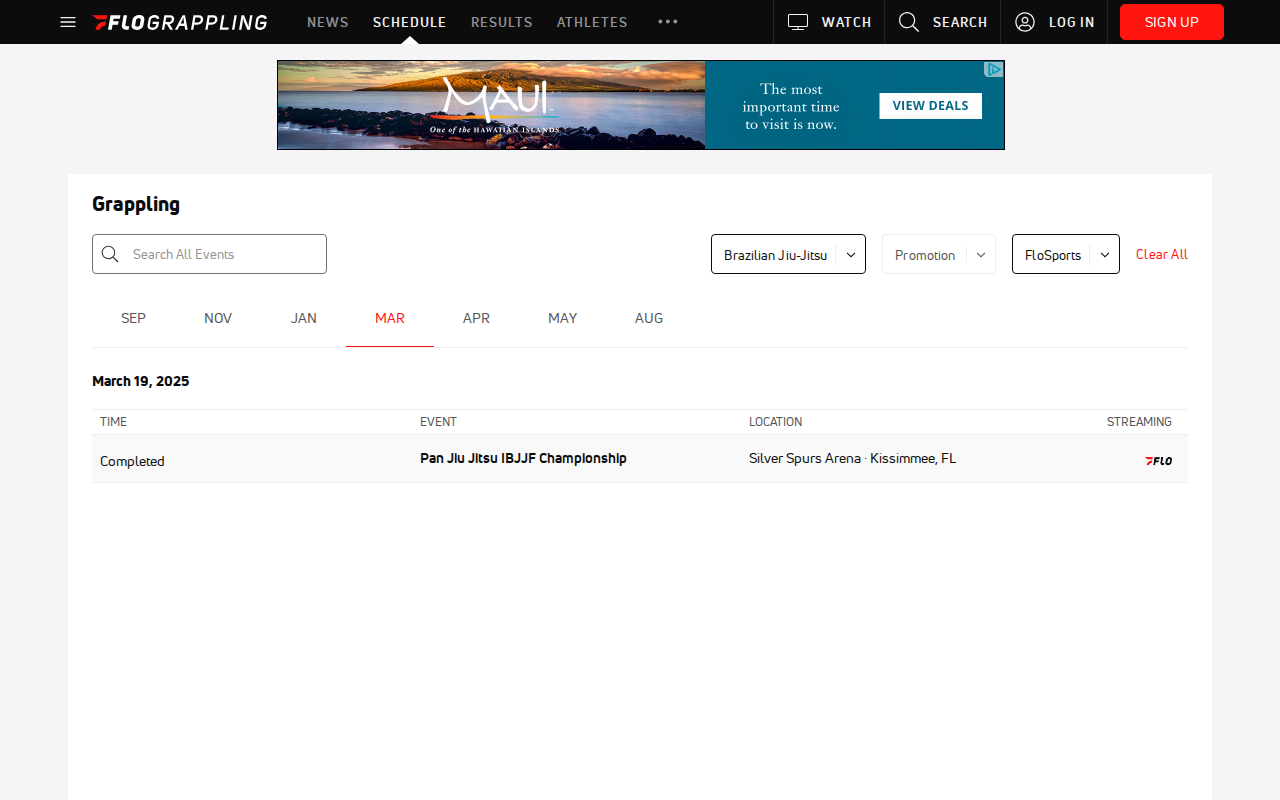 FLOGRAPPLING
NEWS
SCHEDULE
RESULTS
ATHLETES
WATCH
SEARCH
LOG IN
SIGN UP
MAUI
One of the HAWAIIAN ISLANDS
The most
important time
to visit is now.
VIEW DEALS
Grappling
Search All Events
Brazilian Jiu-Jitsu
Promotion
FloSports
Clear All
SEP
NOV
JAN
MAR
APR
MAY
AUG
March 19, 2025
TIME
EVENT
LOCATION
STREAMING
Completed
Pan Jiu Jitsu IBJJF Championship
Silver Spurs Arena · Kissimmee, FL
FLO